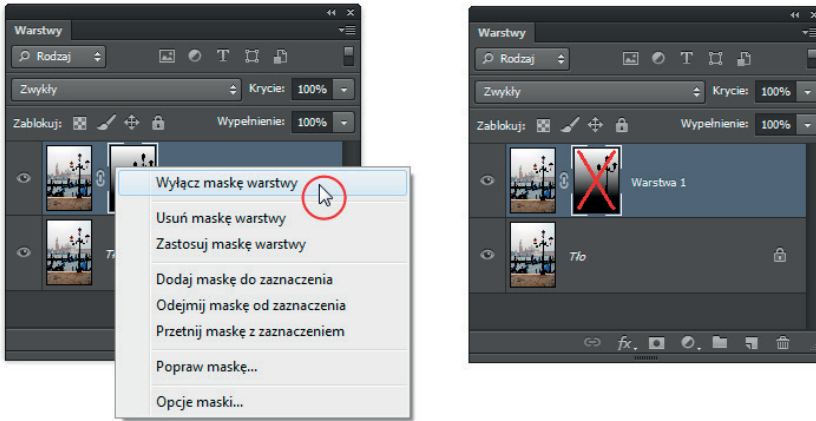 Warstwy
Rodzaj
T
Zwykły Krycie: 100%
Zablokuj: Wypełnienie: 100%
Wyłącz maskę warstwy
Usuń maskę warstwy
Zastosuj maskę warstwy
Dodaj maskę do zaznaczenia
Odejmij maskę od zaznaczenia
Przetnij maskę z zaznaczeniem
Popraw maskę...
Opcje maski...
Warstwy
Rodzaj
T
Zwykły Krycie: 100%
Zablokuj: Wypełnienie: 100%
Warstwa 1
Tło
fx.